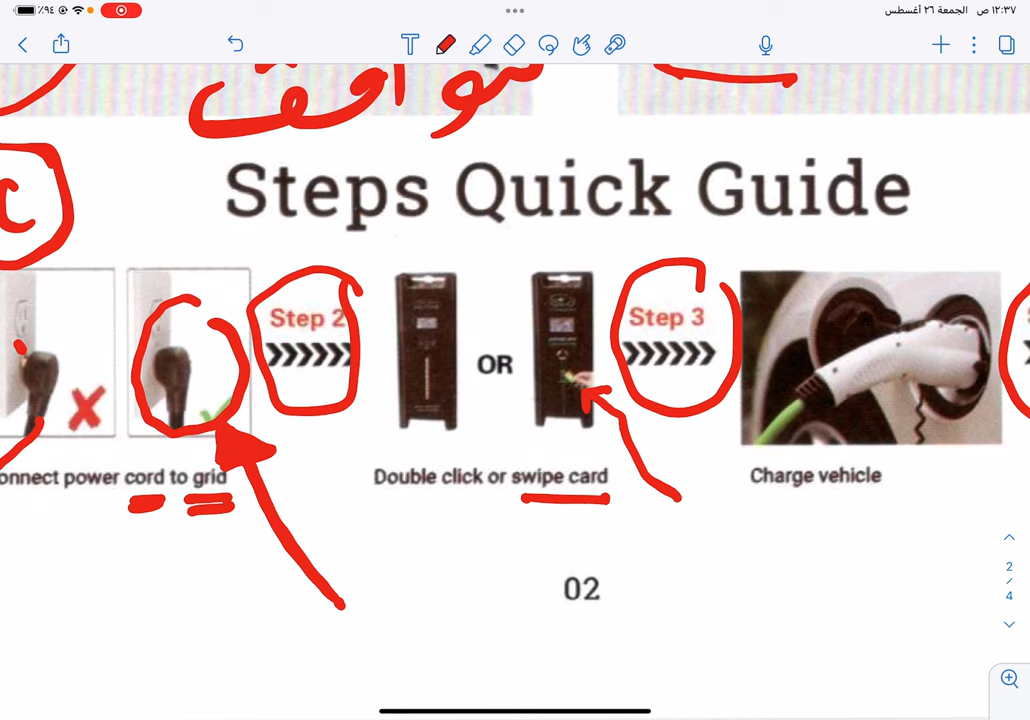 ٪٩٤
١٢:٣٧ ص الجمعة ٢٦ أغسطس
T
توافق
C
Steps Quick Guide
Step 2
OR
Step 3
onnect power cord to grid
Double click or swipe card
Charge vehicle
02
2
/
4